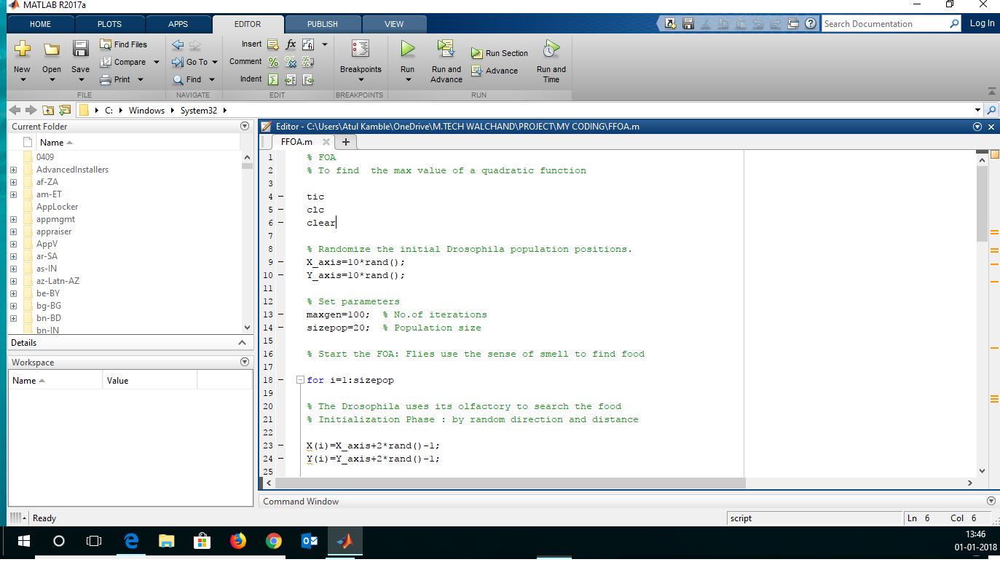 MATLAB R2017a
HOME PLOTS APPS EDITOR PUBLISH VIEW Search Documentation Log In
New Open Save Find Files Compare Print
Insert fx Comment Indent
Go To Find
Breakpoints
Run Run and Advance Run Section Advance Run and Time
FILE NAVIGATE EDIT BREAKPOINTS RUN
C: Windows System32
Current Folder
Name
0409
AdvancedInstallers
af-ZA
am-ET
AppLocker
appmgmt
appraiser
AppV
ar-SA
as-IN
az-Latn-AZ
be-BY
bg-BG
bn-BD
bn-IN
Details
Workspace
Name Value
Editor - C:\Users\Atul Kamble\OneDrive\M.TECH WALCHAND\PROJECT\MY CODING\FFOA.m
FFOA.m
1 % FOA
2 % To find  the max value of a quadratic function
3
4 tic
5 clc
6 clear
7
8 % Randomize the initial Drosophila population positions.
9 X_axis=10*rand();
10 Y_axis=10*rand();
11
12 % Set parameters
13 maxgen=100;  % No.of iterations
14 sizepop=20;  % Population size
15
16 % Start the FOA: Flies use the sense of smell to find food
17
18 for i=1:sizepop
19
20 % The Drosophila uses its olfactory to search the food
21 % Initialization Phase : by random direction and distance
22
23 X(i)=X_axis+2*rand()-1;
24 Y(i)=Y_axis+2*rand()-1;
25
Command Window
Ready script Ln 6 Col 6
13:46
01-01-2018